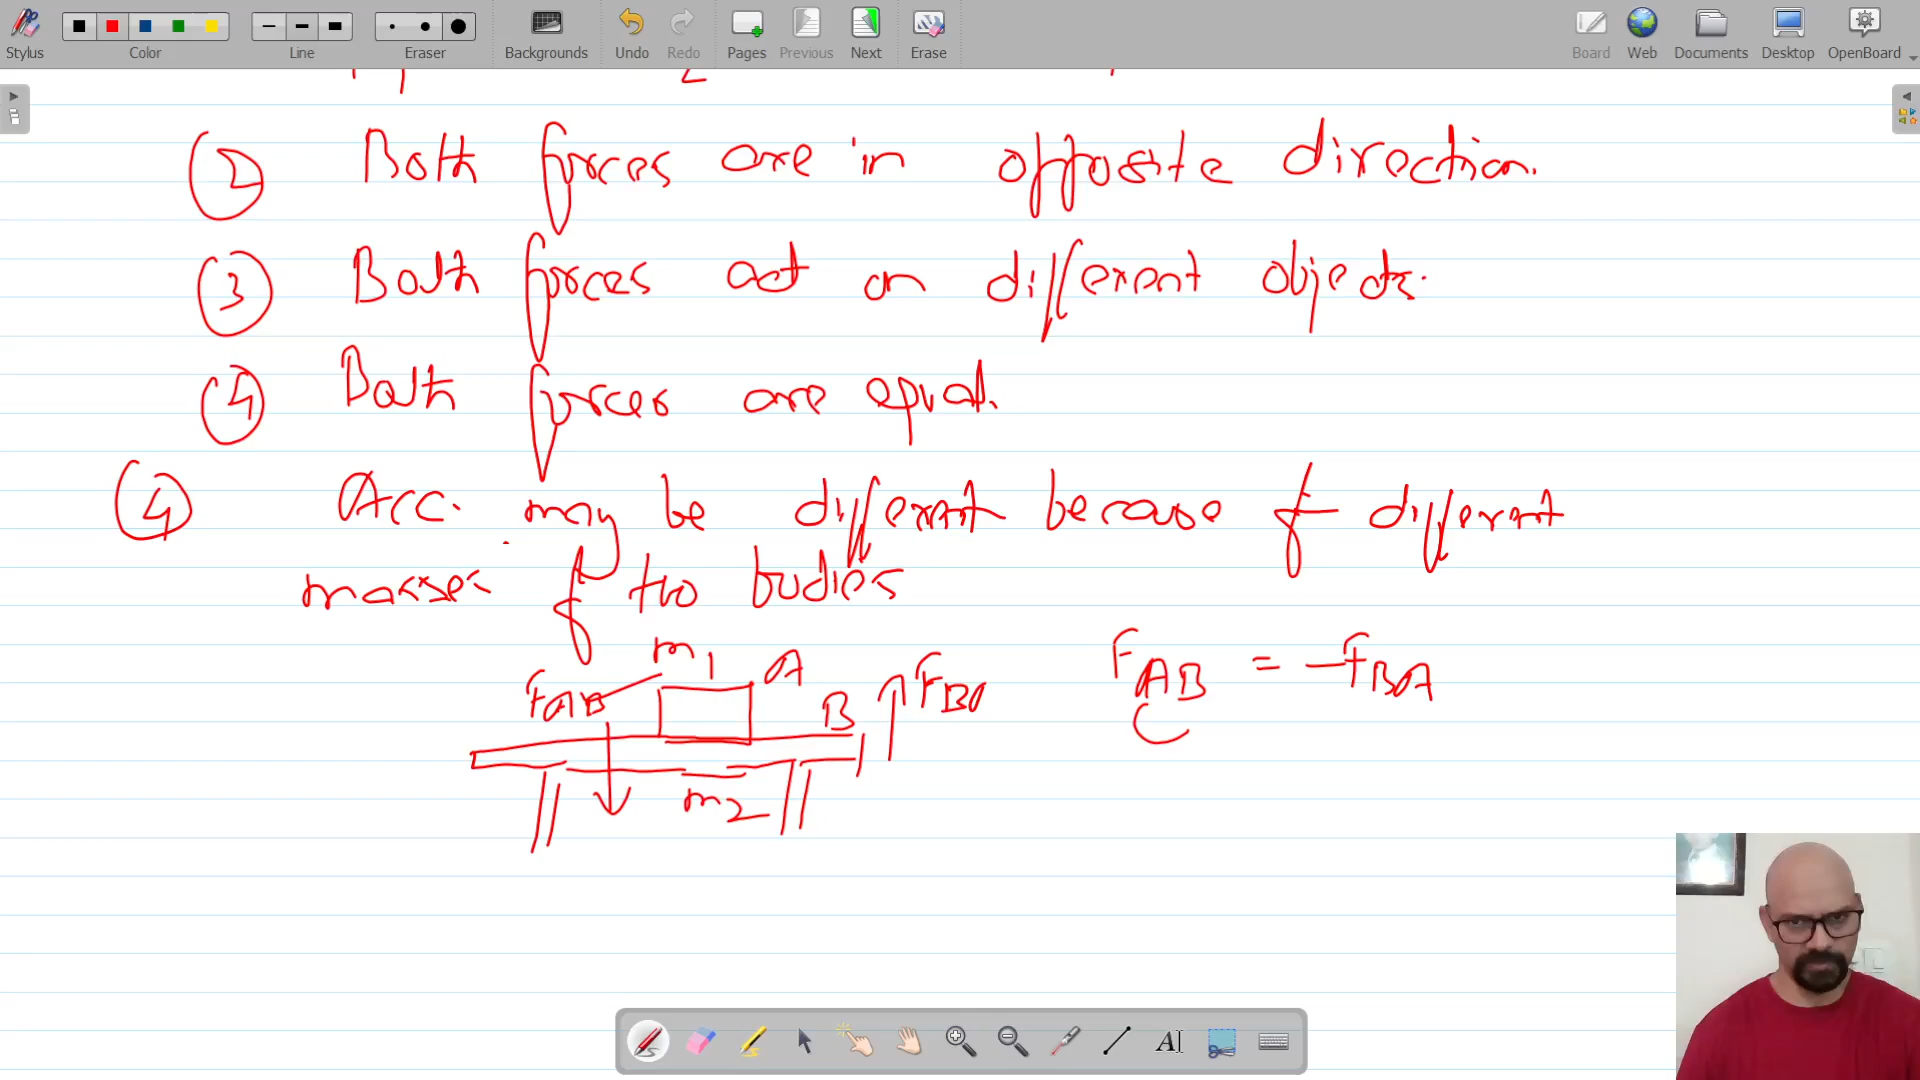 Stylus Color Line Eraser Backgrounds Undo Redo Pages Previous Next Erase Board Web Documents Desktop OpenBoard
② Both forces are in opposite direction.
③ Both forces act on different objects.
④ Both forces are equal.
④ Acc. may be different because of different
masses of two bodies
m1 A
FAB B FBA
m2
FAB = -FBA